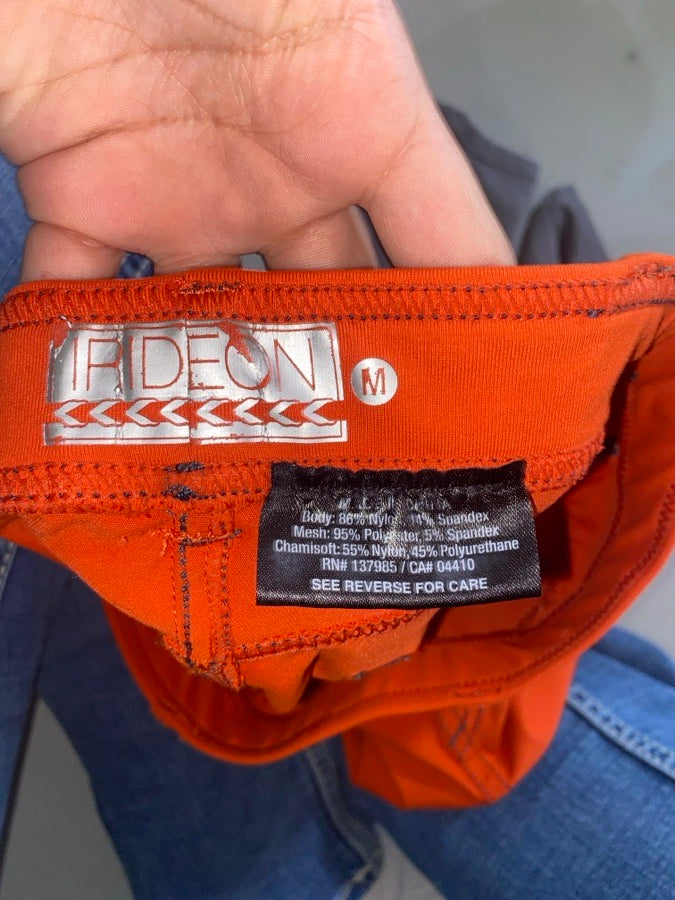 IRIDEON
M
Body: 86% Nylon, 14% Spandex
Mesh: 95% Polyester, 5% Spandex
Chamisoft: 55% Nylon, 45% Polyurethane
RN# 137985 / CA# 04410
SEE REVERSE FOR CARE